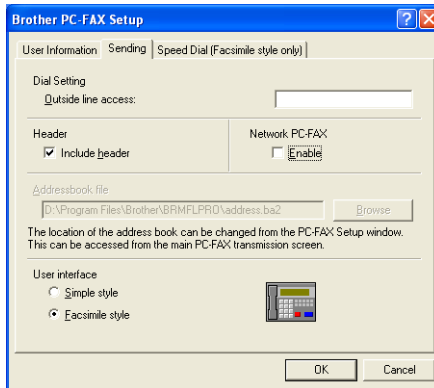 Brother PC-FAX Setup
User Information Sending Speed Dial (Facsimile style only)
Dial Setting
Outside line access:
Header Network PC-FAX
Include header Enable
Addressbook file
D:\Program Files\Brother\BRMFLPRO\address.ba2 Browse
The location of the address book can be changed from the PC-FAX Setup window.
This can be accessed from the main PC-FAX transmission screen.
User interface
Simple style
Facsimile style
OK Cancel